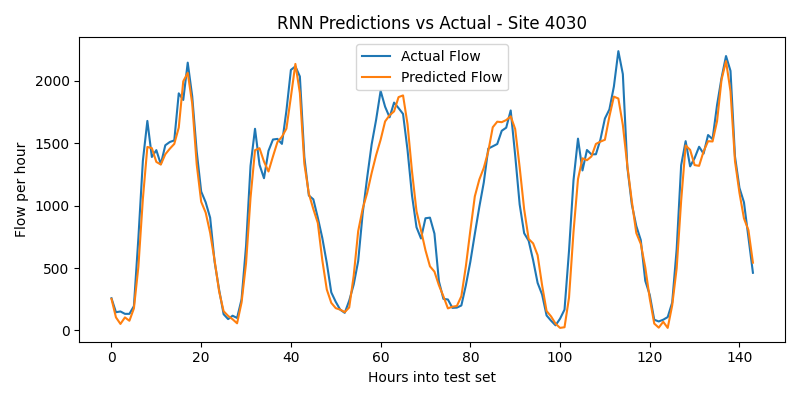 RNN Predictions vs Actual - Site 4030
Actual Flow
Predicted Flow
Flow per hour
2000
1500
1000
500
0
0 20 40 60 80 100 120 140
Hours into test set